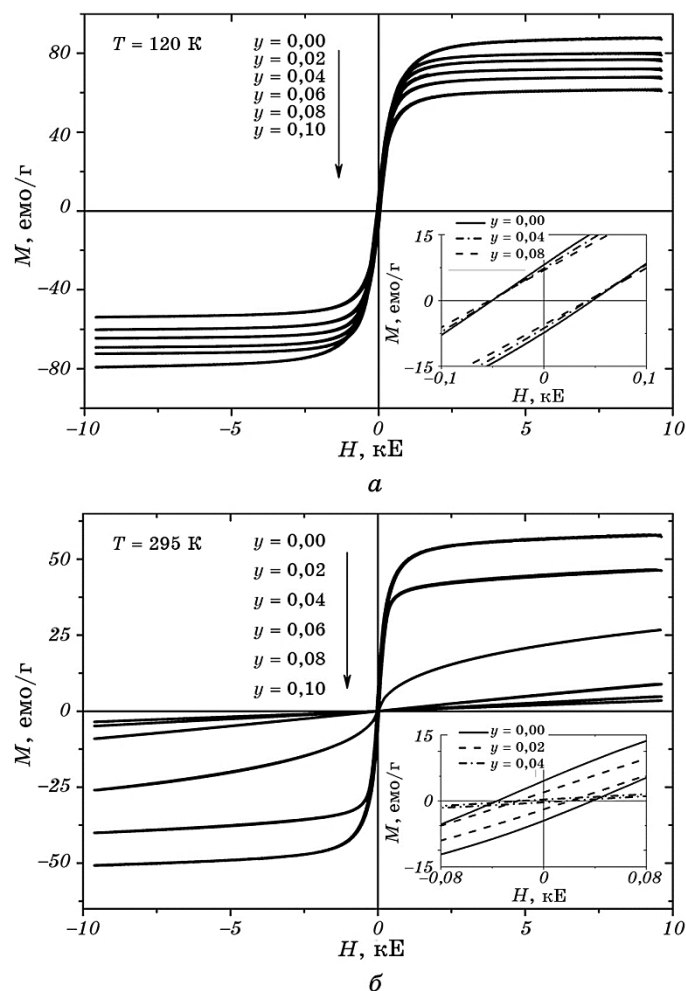 T = 120 К
y = 0,00
y = 0,02
y = 0,04
y = 0,06
y = 0,08
y = 0,10
M, емо/г
80
40
0
−40
−80
−10
−5
0
5
10
H, кЕ
y = 0,00
y = 0,04
y = 0,08
M, емо/г
15
0
−15
−0,1
0
0,1
H, кЕ
а
T = 295 К
y = 0,00
y = 0,02
y = 0,04
y = 0,06
y = 0,08
y = 0,10
M, емо/г
50
25
0
−25
−50
−10
−5
0
5
10
H, кЕ
y = 0,00
y = 0,02
y = 0,04
M, емо/г
15
0
−15
−0,08
0
0,08
H, кЕ
б